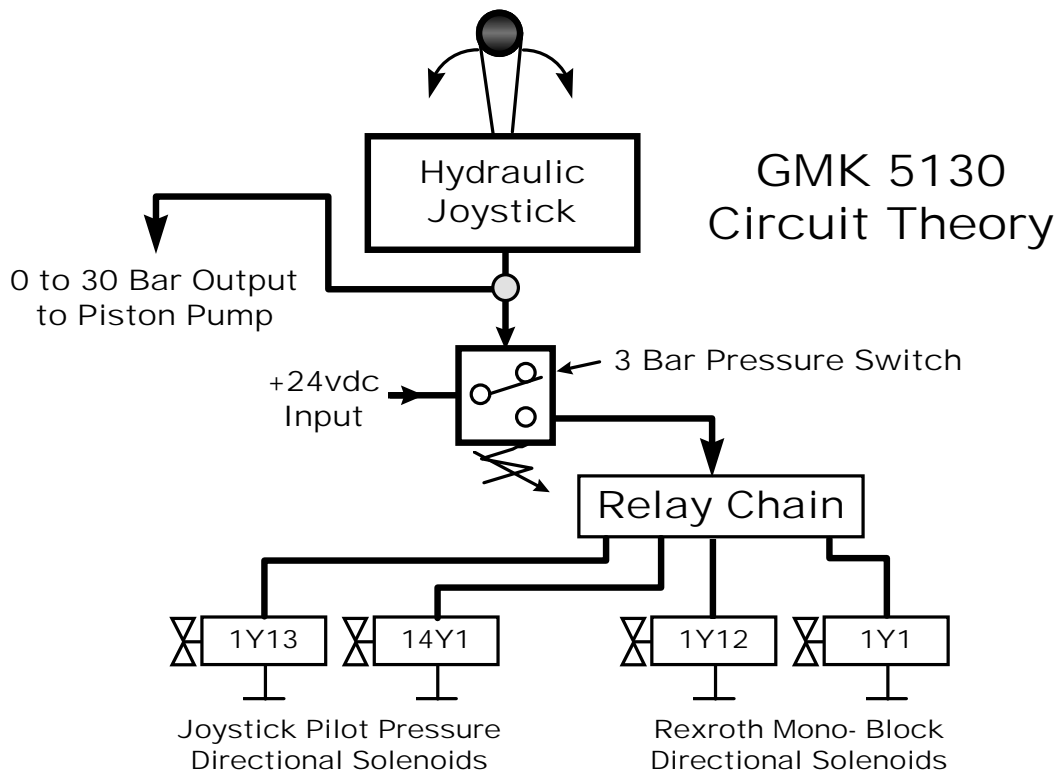 Hydraulic
Joystick
GMK 5130
Circuit Theory
0 to 30 Bar Output
to Piston Pump
3 Bar Pressure Switch
+24vdc
Input
Relay Chain
1Y13
14Y1
1Y12
1Y1
Joystick Pilot Pressure
Directional Solenoids
Rexroth Mono- Block
Directional Solenoids